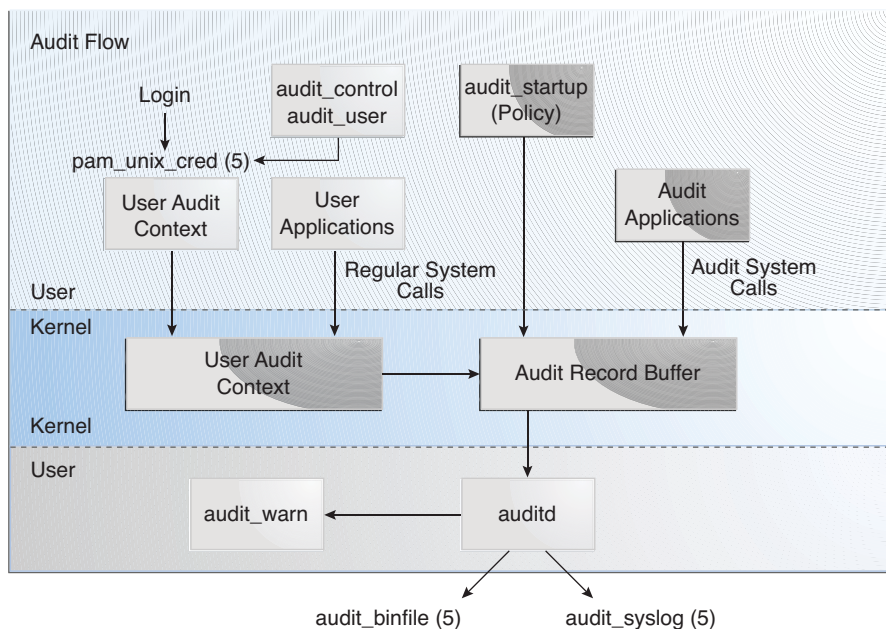 Audit Flow
Login
audit_control
audit_user
audit_startup
(Policy)
pam_unix_cred (5)
User Audit
Context
User
Applications
Audit
Applications
Regular System
Calls
Audit System
Calls
User
Kernel
User Audit
Context
Audit Record Buffer
Kernel
User
audit_warn
auditd
audit_binfile (5)
audit_syslog (5)